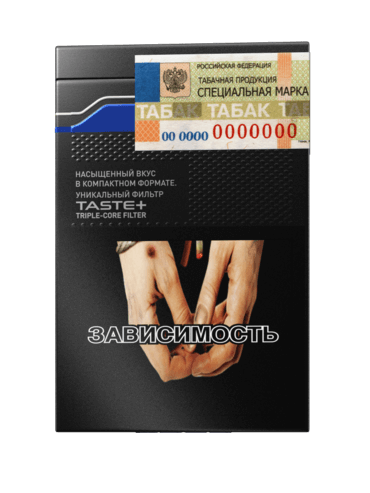 РОССИЙСКАЯ ФЕДЕРАЦИЯ
ТАБАЧНАЯ ПРОДУКЦИЯ
СПЕЦИАЛЬНАЯ МАРКА
ТАБАК ТАБАК ТА
00 0000 0000000
НАСЫЩЕННЫЙ ВКУС
В КОМПАКТНОМ ФОРМАТЕ.
УНИКАЛЬНЫЙ ФИЛЬТР
TASTE+
TRIPLE-CORE FILTER
ЗАВИСИМОСТЬ